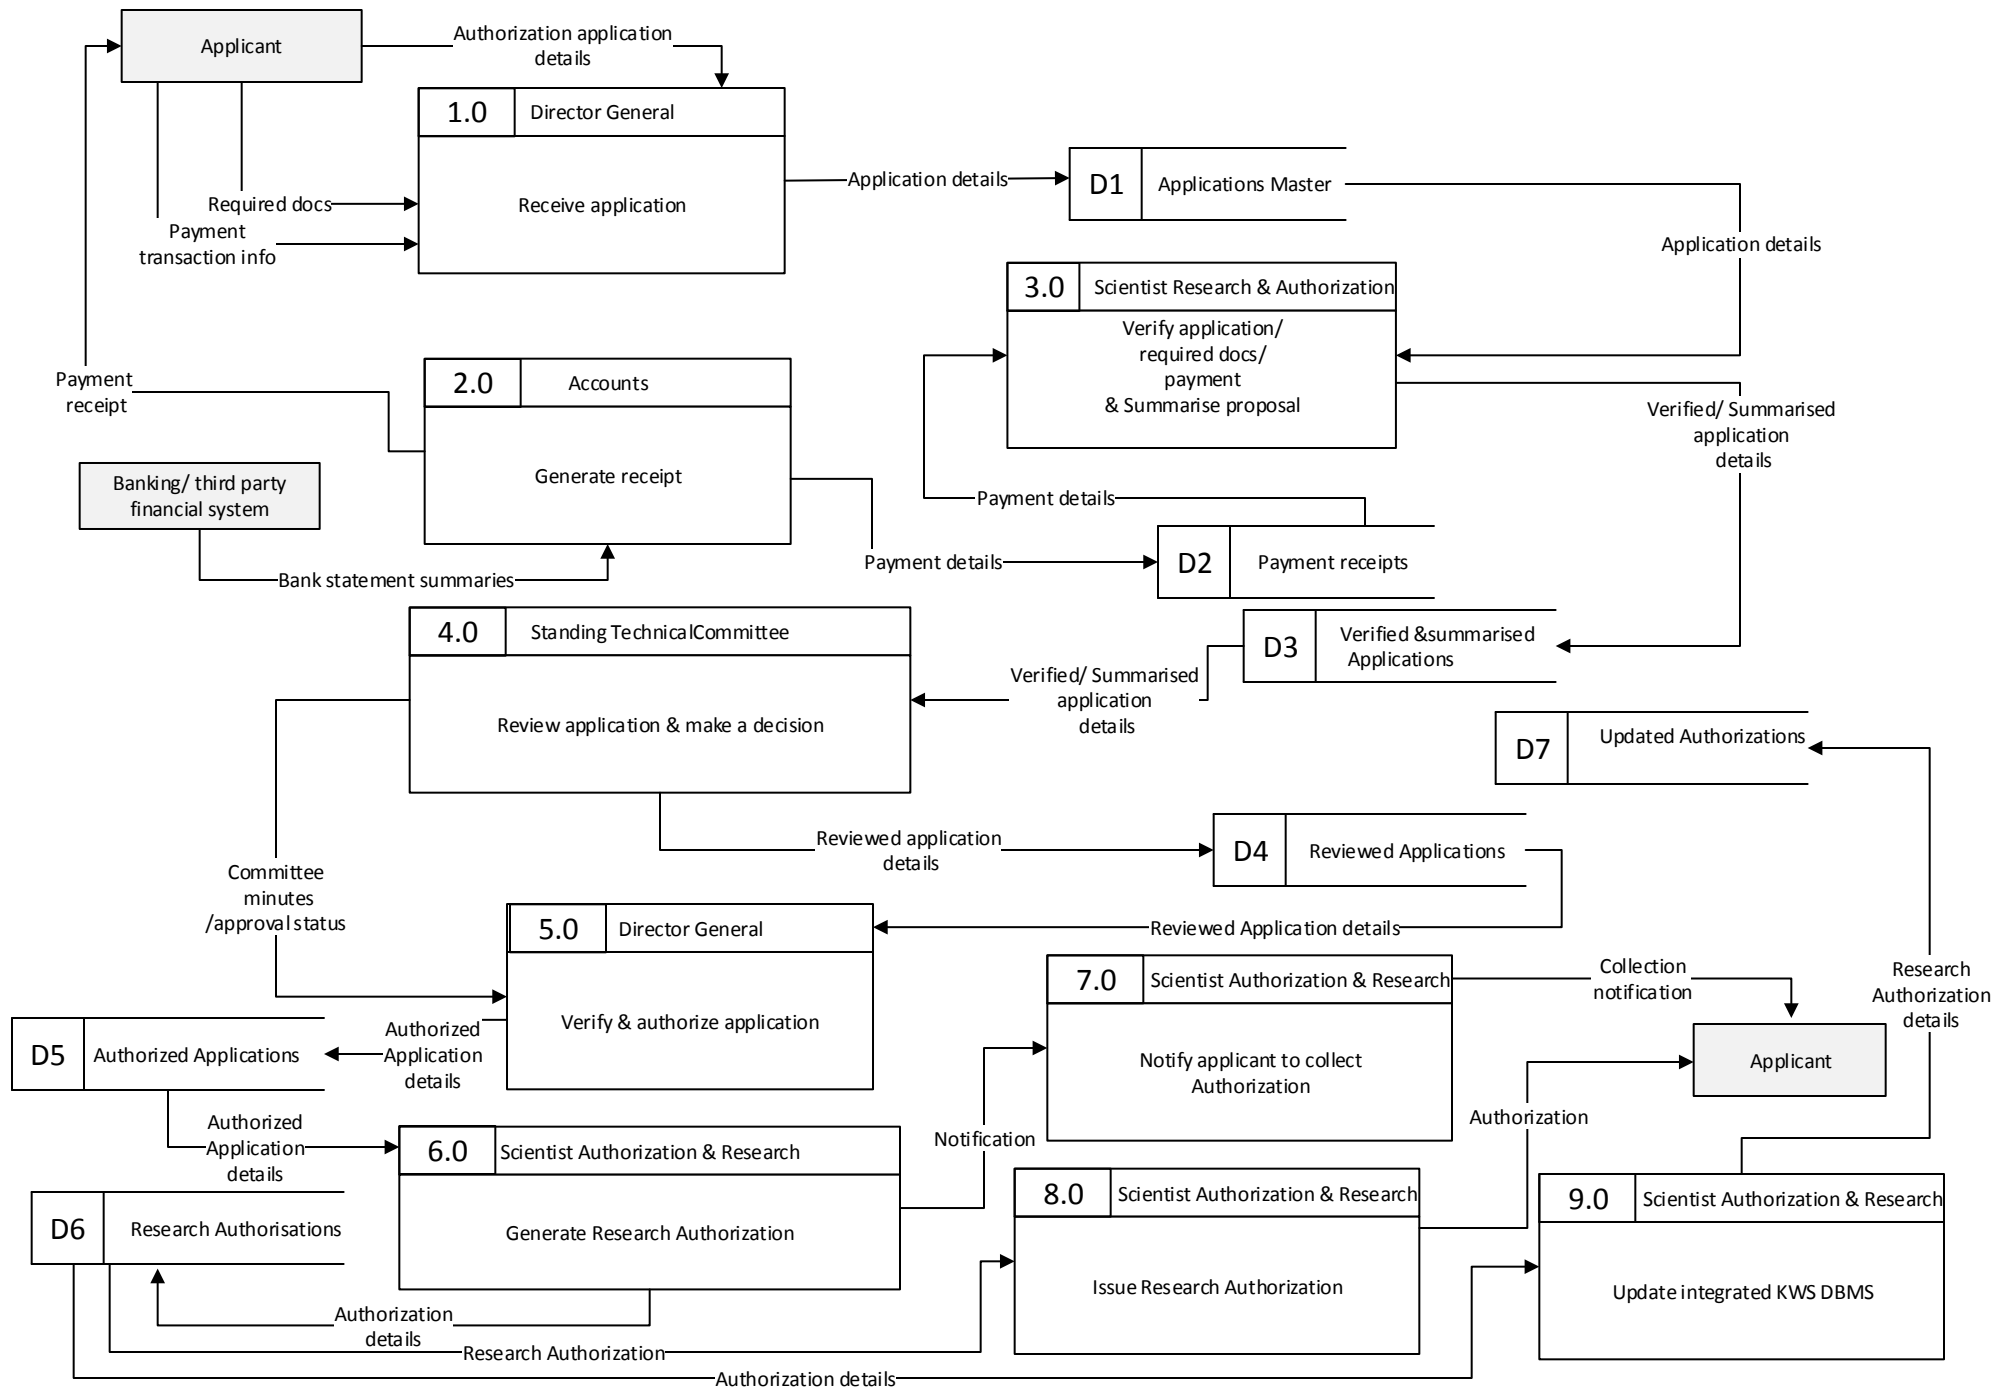 Applicant
Authorization application
details
1.0
Director General
Receive application
Required docs
Payment
transaction info
Application details
D1
Applications Master
Application details
3.0
Scientist Research & Authorization
Verify application/
required docs/
payment
& Summarise proposal
Payment
receipt
2.0
Accounts
Generate receipt
Verified/ Summarised
application
details
Banking/ third party
financial system
Bank statement summaries
Payment details
Payment details
D2
Payment receipts
4.0
Standing TechnicalCommittee
Review application & make a decision
Verified/ Summarised
application
details
D3
Verified &summarised
Applications
D7
Updated Authorizations
Reviewed application
details
D4
Reviewed Applications
Committee
minutes
/approval status
5.0
Director General
Verify & authorize application
Reviewed Application details
7.0
Scientist Authorization & Research
Notify applicant to collect
Authorization
Collection
notification
Research
Authorization
details
Applicant
D5
Authorized Applications
Authorized
Application
details
Authorized
Application
details
6.0
Scientist Authorization & Research
Generate Research Authorization
Notification
Authorization
8.0
Scientist Authorization & Research
Issue Research Authorization
9.0
Scientist Authorization & Research
Update integrated KWS DBMS
D6
Research Authorisations
Authorization
details
Research Authorization
Authorization details